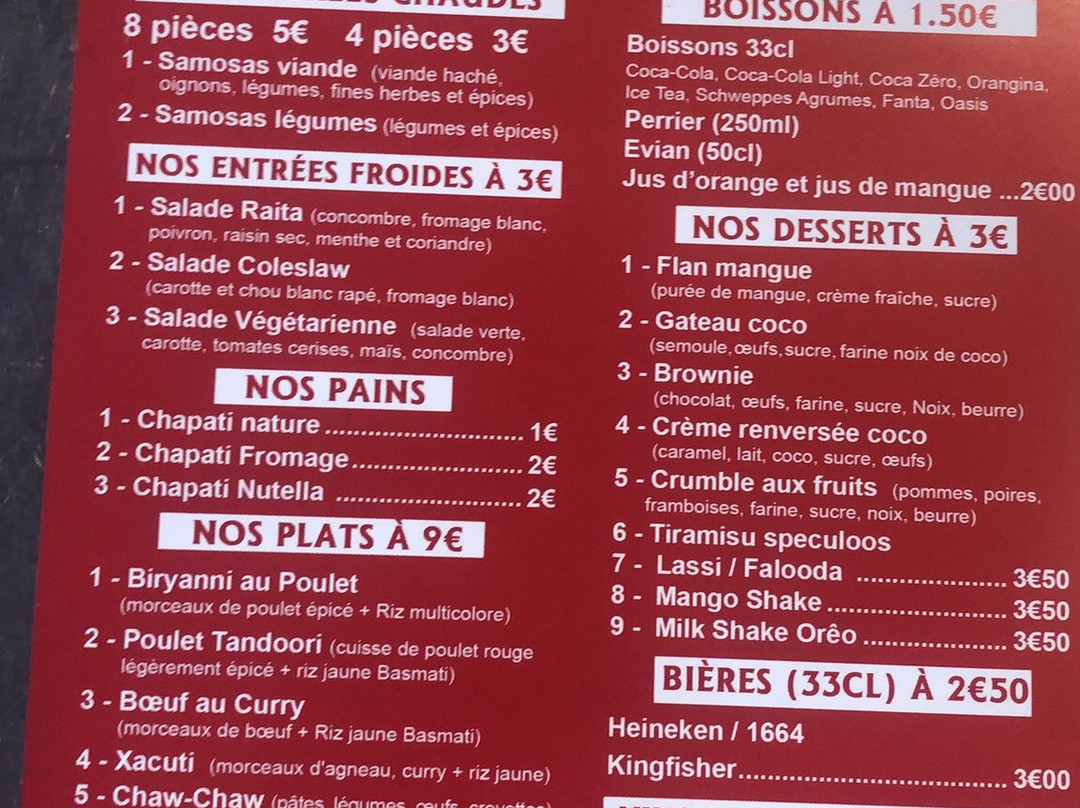 CHAUDES
8 pièces 5€ 4 pièces 3€
1 - Samosas viande (viande haché,
oignons, légumes, fines herbes et épices)
2 - Samosas légumes (légumes et épices)
NOS ENTRÉES FROIDES À 3€
1 - Salade Raita (concombre, fromage blanc,
poivron, raisin sec, menthe et coriandre)
2 - Salade Coleslaw
(carotte et chou blanc rapé, fromage blanc)
3 - Salade Végétarienne (salade verte,
carotte, tomates cerises, maïs, concombre)
NOS PAINS
1 - Chapati nature ............................ 1€
2 - Chapati Fromage........................ 2€
3 - Chapati Nutella .......................... 2€
NOS PLATS À 9€
1 - Biryanni au Poulet
(morceaux de poulet épicé + Riz multicolore)
2 - Poulet Tandoori (cuisse de poulet rouge
légèrement épicé + riz jaune Basmati)
3 - Bœuf au Curry
(morceaux de bœuf + Riz jaune Basmati)
4 - Xacuti (morceaux d'agneau, curry + riz jaune)
5 - Chaw-Chaw (pâtes, légumes, œufs, crevettes)
BOISSONS À 1.50€
Boissons 33cl
Coca-Cola, Coca-Cola Light, Coca Zéro, Orangina,
Ice Tea, Schweppes Agrumes, Fanta, Oasis
Perrier (250ml)
Evian (50cl)
Jus d'orange et jus de mangue ...2€00
NOS DESSERTS À 3€
1 - Flan mangue
(purée de mangue, crème fraîche, sucre)
2 - Gateau coco
(semoule, œufs, sucre, farine noix de coco)
3 - Brownie
(chocolat, œufs, farine, sucre, Noix, beurre)
4 - Crème renversée coco
(caramel, lait, coco, sucre, œufs)
5 - Crumble aux fruits (pommes, poires,
framboises, farine, sucre, noix, beurre)
6 - Tiramisu speculoos
7 - Lassi / Falooda ...................... 3€50
8 - Mango Shake .......................... 3€50
9 - Milk Shake Orêo ..................... 3€50
BIÈRES (33CL) À 2€50
Heineken / 1664
Kingfisher....................................... 3€00